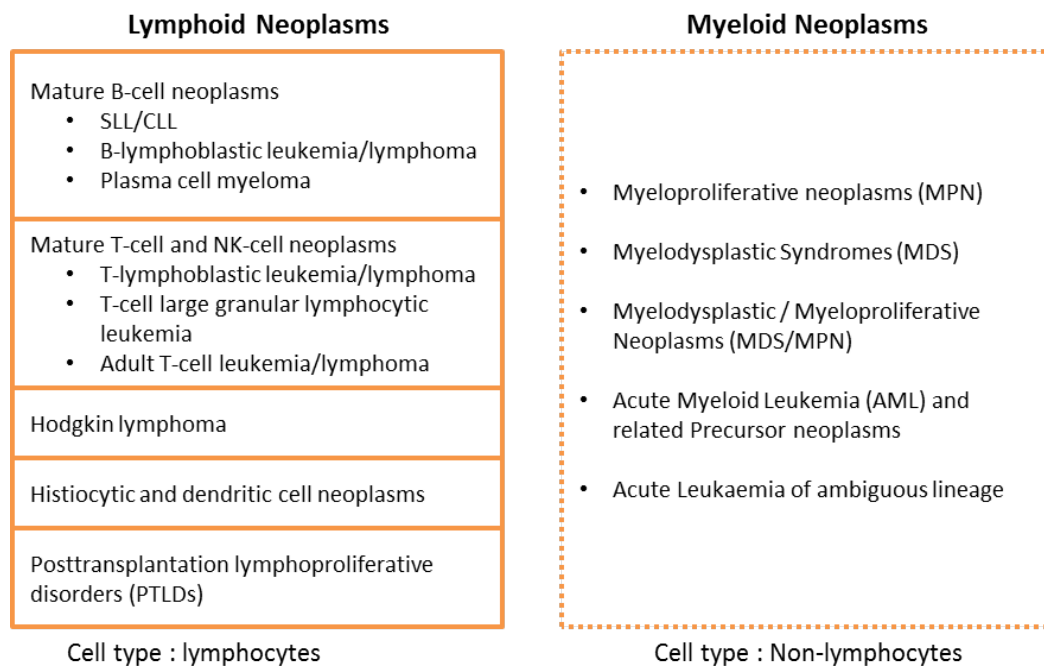 Lymphoid Neoplasms
Mature B-cell neoplasms
• SLL/CLL
• B-lymphoblastic leukemia/lymphoma
• Plasma cell myeloma
Mature T-cell and NK-cell neoplasms
• T-lymphoblastic leukemia/lymphoma
• T-cell large granular lymphocytic
leukemia
• Adult T-cell leukemia/lymphoma
Hodgkin lymphoma
Histiocytic and dendritic cell neoplasms
Posttransplantation lymphoproliferative
disorders (PTLDs)
Cell type : lymphocytes
Myeloid Neoplasms
• Myeloproliferative neoplasms (MPN)
• Myelodysplastic Syndromes (MDS)
• Myelodysplastic / Myeloproliferative
Neoplasms (MDS/MPN)
• Acute Myeloid Leukemia (AML) and
related Precursor neoplasms
• Acute Leukaemia of ambiguous lineage
Cell type : Non-lymphocytes